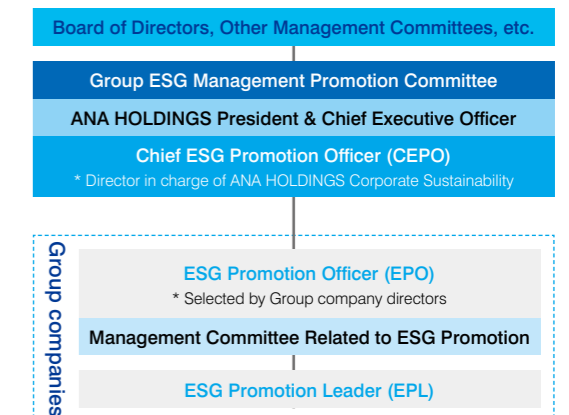 Board of Directors, Other Management Committees, etc.
Group ESG Management Promotion Committee
ANA HOLDINGS President & Chief Executive Officer
Chief ESG Promotion Officer (CEPO)
* Director in charge of ANA HOLDINGS Corporate Sustainability
Group companies
ESG Promotion Officer (EPO)
* Selected by Group company directors
Management Committee Related to ESG Promotion
ESG Promotion Leader (EPL)